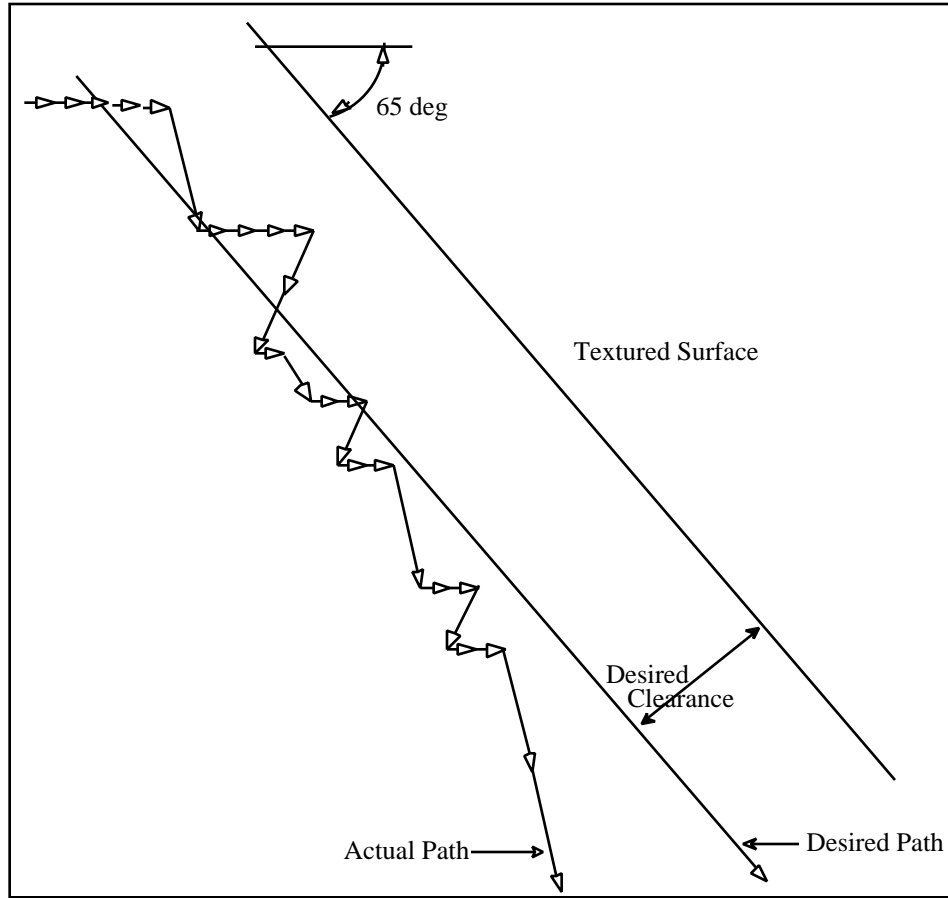 65 deg
Textured Surface
Desired
Clearance
Desired Path
Actual Path